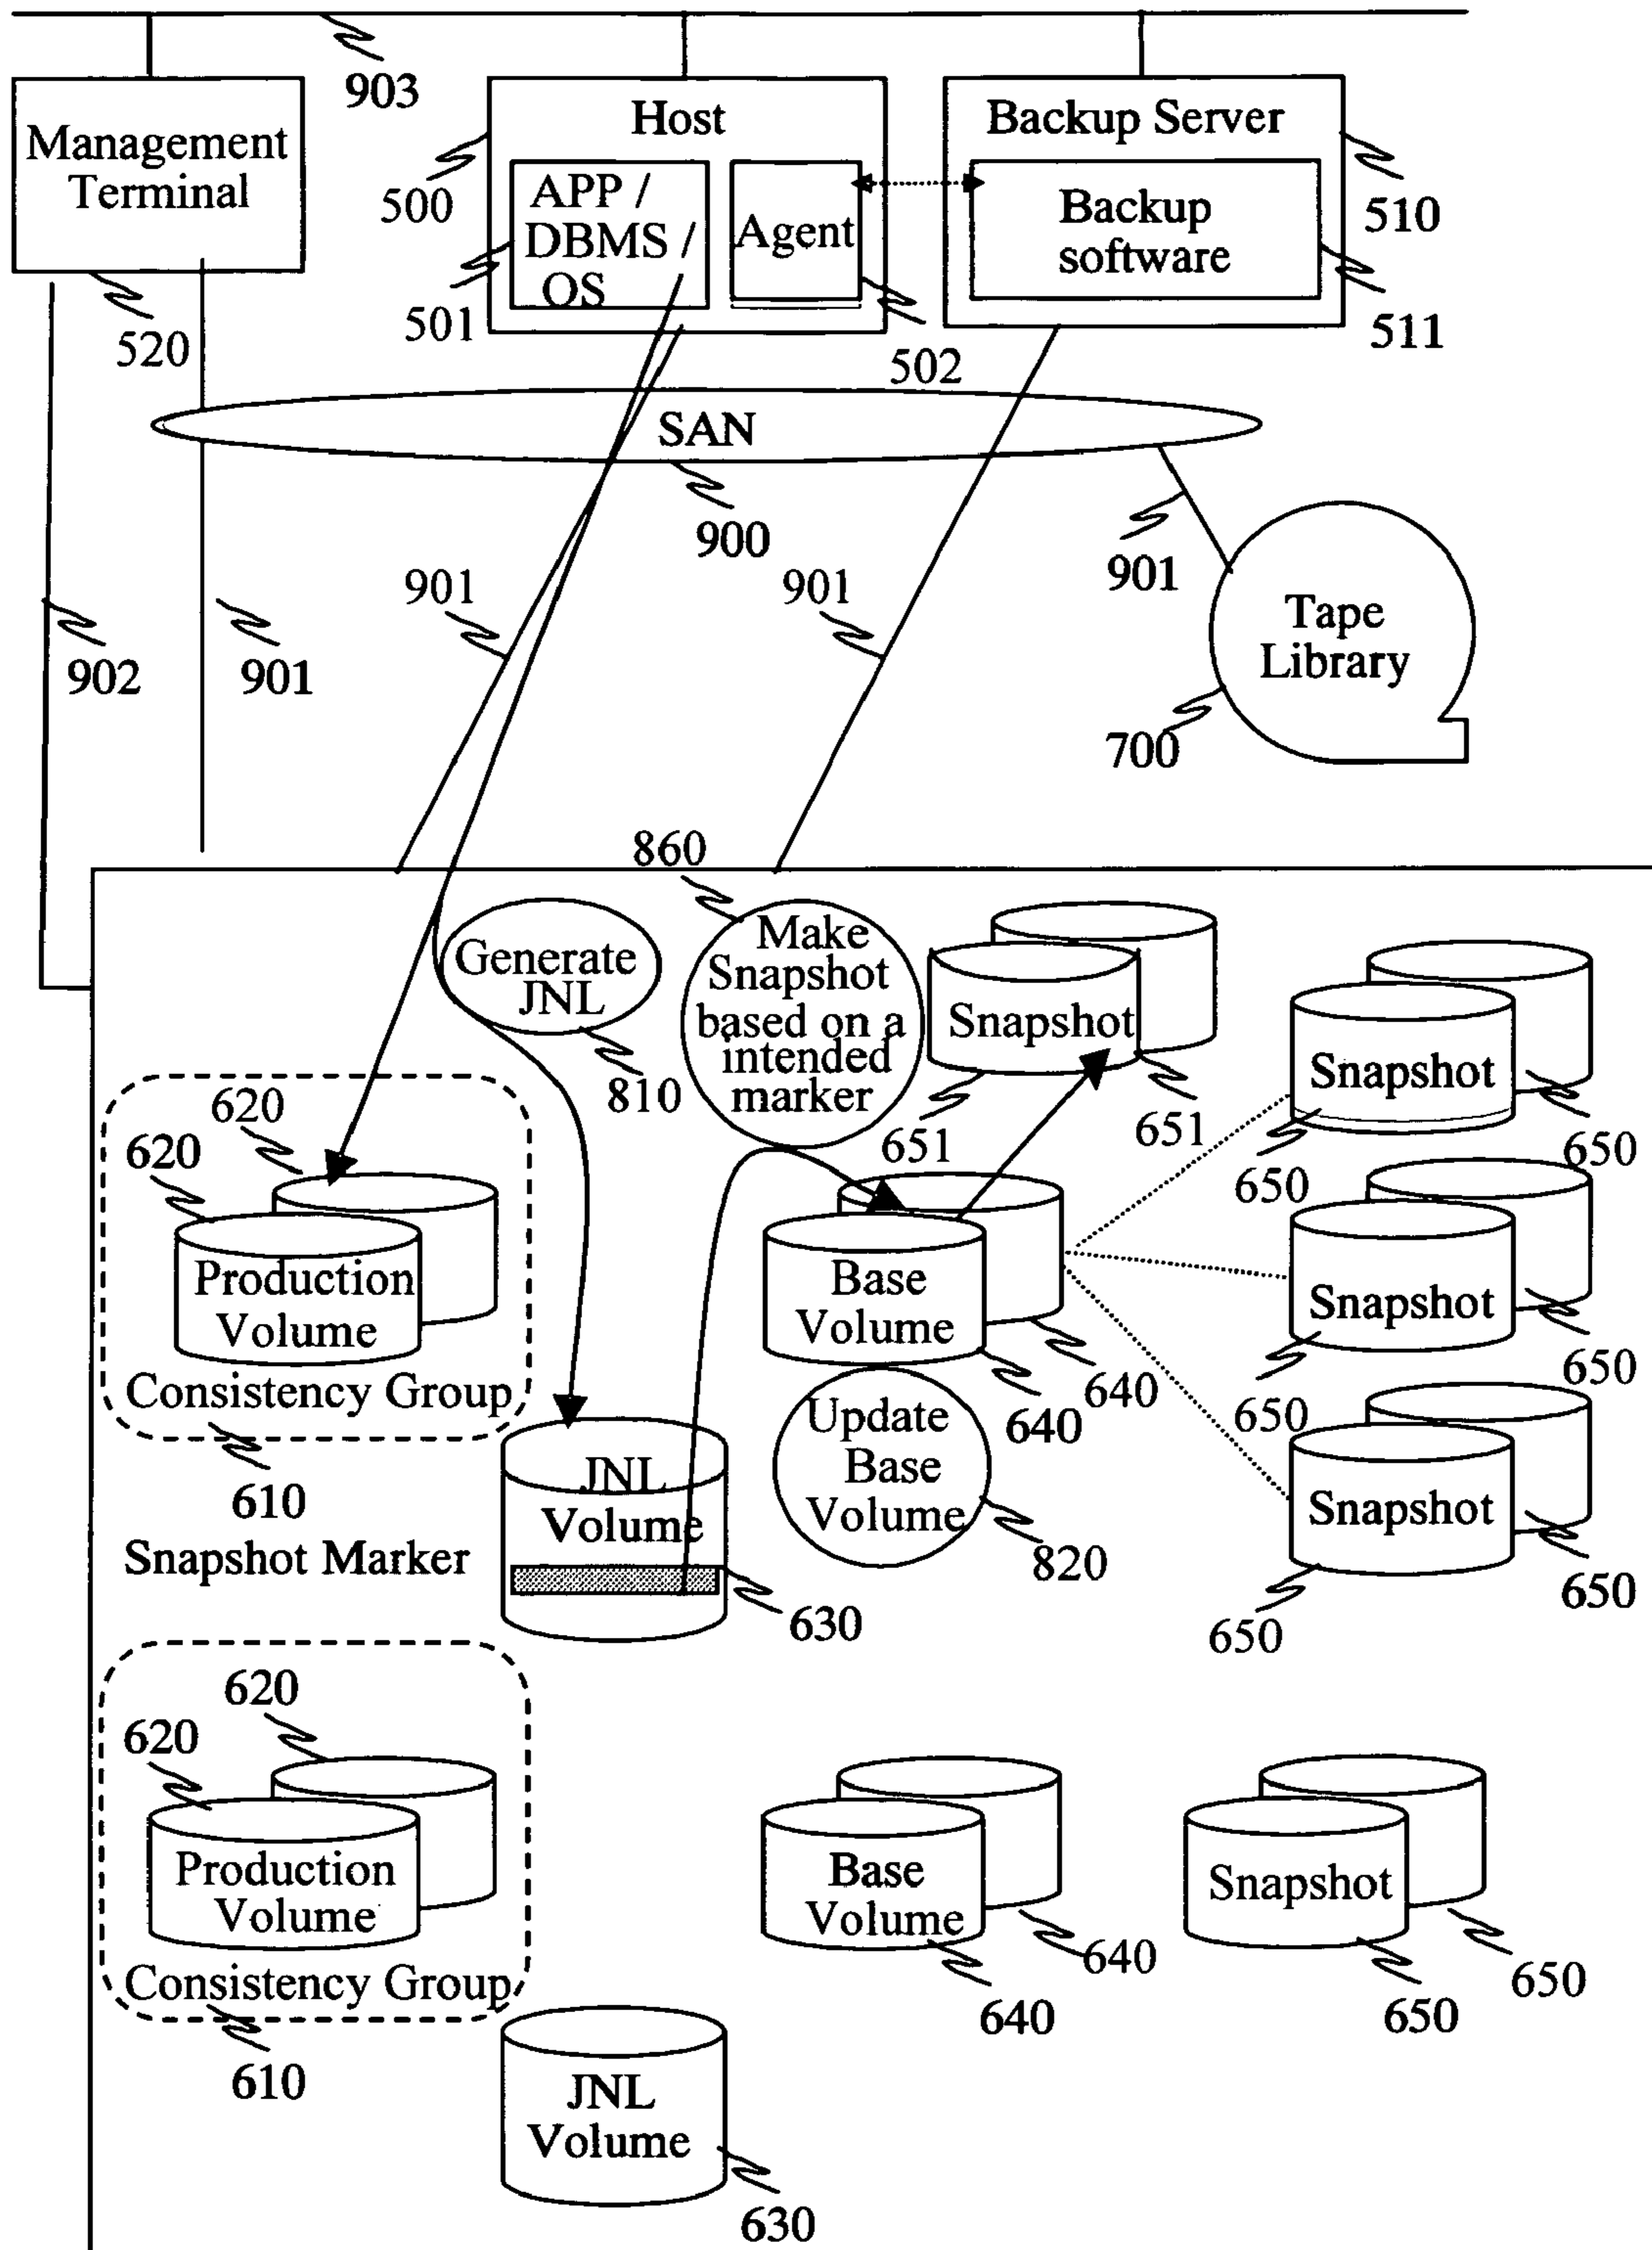 903
Management
Terminal
520
Host
500
APP /
DBMS /
OS
501
Agent
502
Backup Server
Backup
software
510
511
SAN
900
902
901
901
901
901
Tape
Library
700
860
Generate
JNL
810
Make
Snapshot
based on a
intended
marker
Snapshot
651
651
Snapshot
650
650
620
620
Production
Volume
Consistency Group
610
Base
Volume
640
640
Snapshot
650
650
Update
Base
Volume
820
Snapshot
650
650
Snapshot Marker
JNL
Volume
630
620
620
Production
Volume
Consistency Group
610
Base
Volume
640
640
Snapshot
650
650
JNL
Volume
630